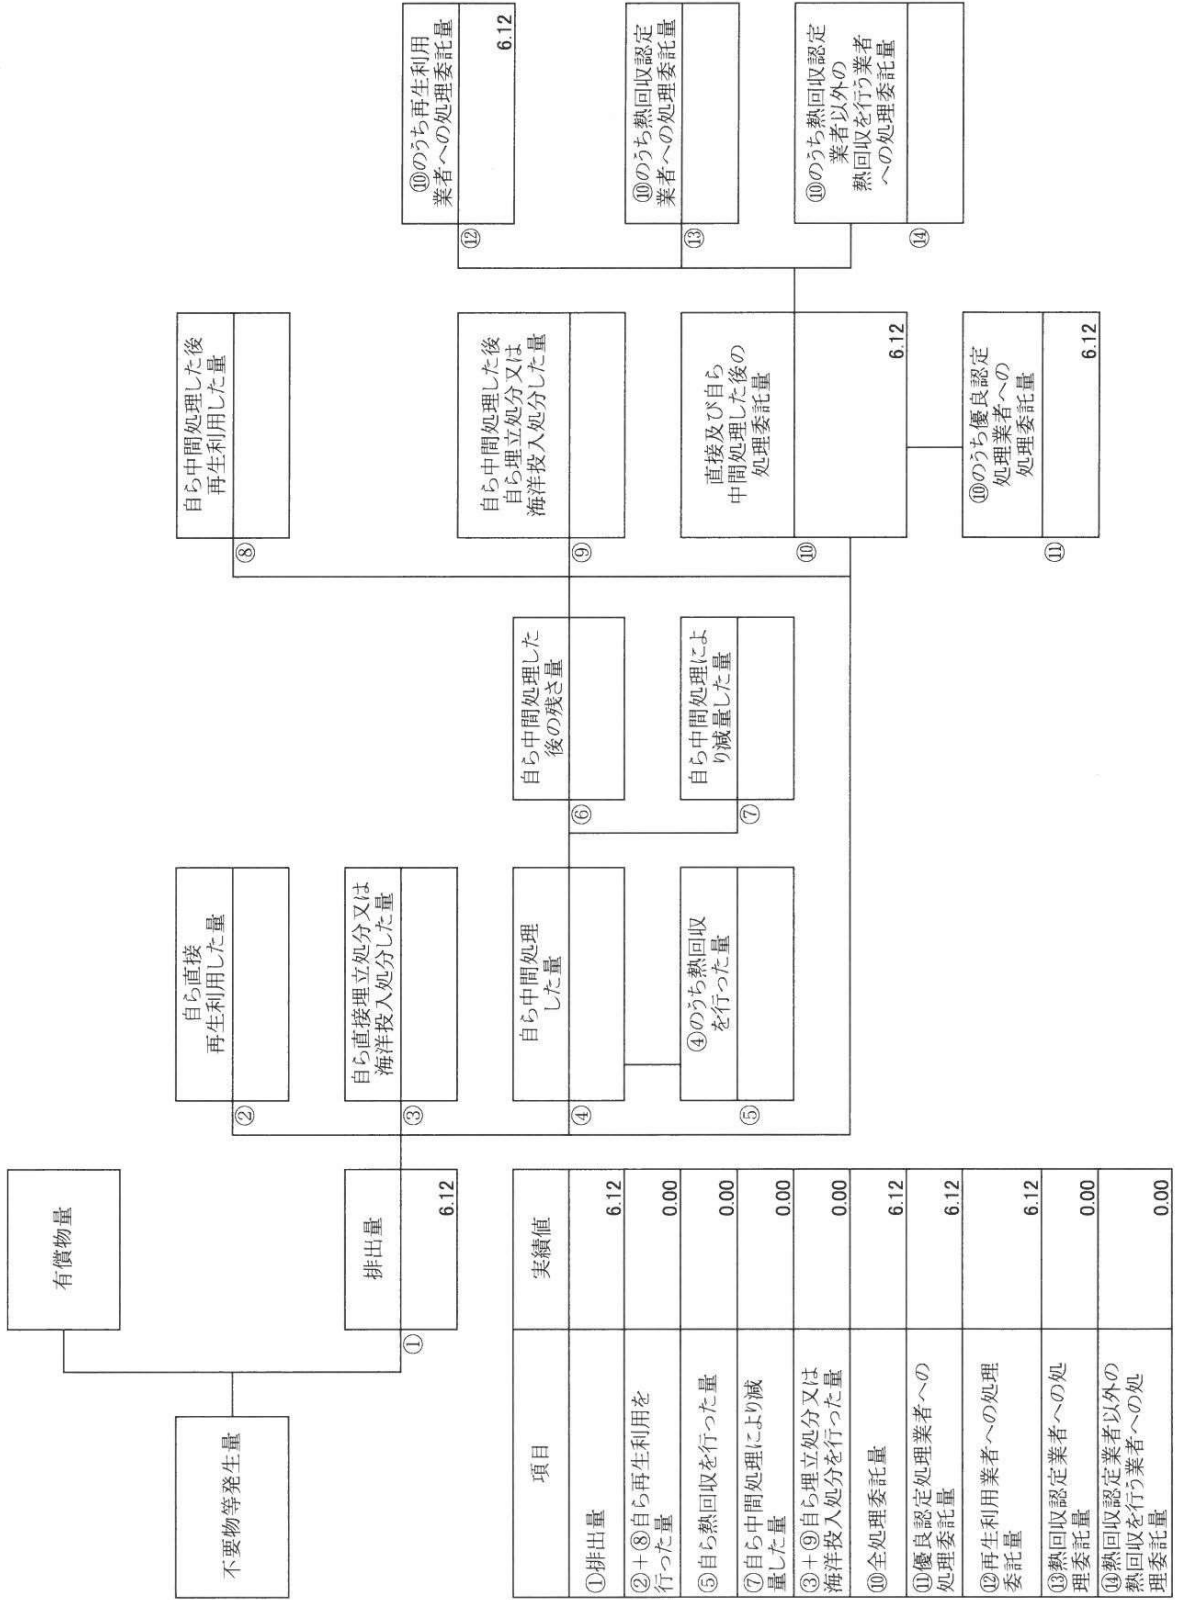 不要物等発生量
有償物量
排出量
①
6.12
自ら直接
再生利用した量
②
自ら直接埋立処分又は
海洋投入処分した量
③
自ら中間処理
した量
④
④のうち熱回収
を行った量
⑤
自ら中間処理した
後の残さ量
⑥
自ら中間処理によ
り減量した量
⑦
自ら中間処理した後
再生利用した量
⑧
自ら中間処理した後
自ら埋立処分又は
海洋投入処分した量
⑨
直接及び自ら
中間処理した後の
処理委託量
⑩
6.12
⑩のうち優良認定
処理業者への
処理委託量
⑪
6.12
⑩のうち再生利用
業者への処理委託量
⑫
6.12
⑩のうち熱回収認定
業者への処理委託量
⑬
⑩のうち熱回収認定
業者以外の
熱回収を行う業者
への処理委託量
⑭
項目 実績値
①排出量 6.12
②+⑧自ら再生利用を
行った量 0.00
⑤自ら熱回収を行った量 0.00
⑦自ら中間処理により減
量した量 0.00
③+⑨自ら埋立処分又は
海洋投入処分を行った量 0.00
⑩全処理委託量 6.12
⑪優良認定処理業者への
処理委託量 6.12
⑫再生利用業者への処理
委託量 6.12
⑬熱回収認定業者への処
理委託量 0.00
⑭熱回収認定業者以外の
熱回収を行う業者への処
理委託量 0.00